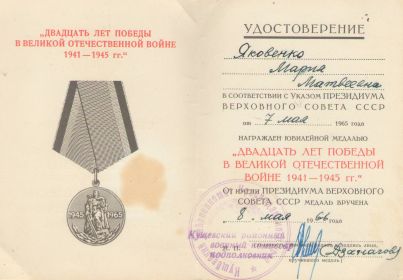 „ДВАДЦАТЬ ЛЕТ ПОБЕДЫ
В ВЕЛИКОЙ ОТЕЧЕСТВЕННОЙ ВОЙНЕ
1941—1945 гг.“
1945 1965
УДОСТОВЕРЕНИЕ
Яковенко
Мария
Матвеевна
В СООТВЕТСТВИИ С УКАЗОМ ПРЕЗИДИУМА
ВЕРХОВНОГО СОВЕТА СССР
от 7 мая 1965 года
НАГРАЖДЕН ЮБИЛЕЙНОЙ МЕДАЛЬЮ
„ДВАДЦАТЬ ЛЕТ ПОБЕДЫ
В ВЕЛИКОЙ ОТЕЧЕСТВЕННОЙ
ВОЙНЕ 1941—1945 гг.“
От имени ПРЕЗИДИУМА ВЕРХОВНОГО
СОВЕТА СССР МЕДАЛЬ ВРУЧЕНА
8 мая 1966 года
Кущевский районный
военный комиссар
подполковник
М. П.